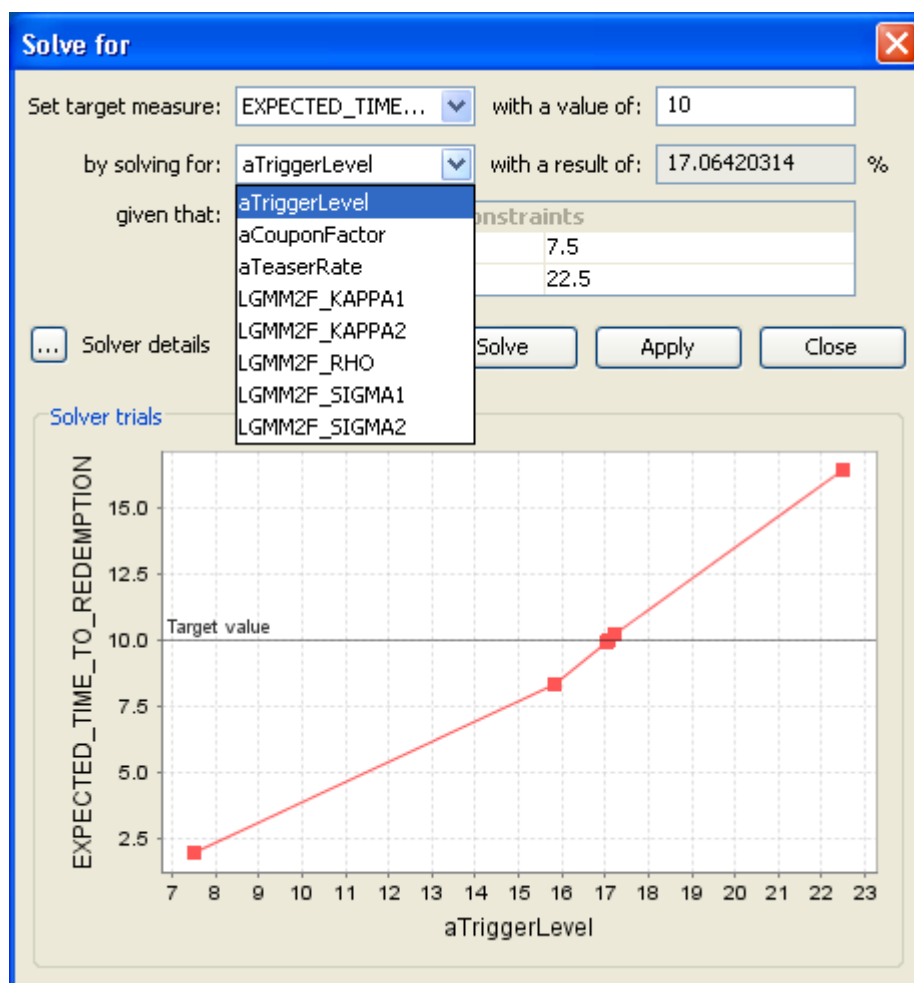 Solve for
Set target measure: EXPECTED_TIME... with a value of: 10
by solving for: aTriggerLevel with a result of: 17.06420314 %
given that: onstraints
7.5
22.5
aTriggerLevel
aCouponFactor
aTeaserRate
LGMM2F_KAPPA1
LGMM2F_KAPPA2
LGMM2F_RHO
LGMM2F_SIGMA1
LGMM2F_SIGMA2
... Solver details Solve Apply Close
Solver trials
EXPECTED_TIME_TO_REDEMPTION
15.0
12.5
10.0
7.5
5.0
2.5
Target value
7 8 9 10 11 12 13 14 15 16 17 18 19 20 21 22 23
aTriggerLevel